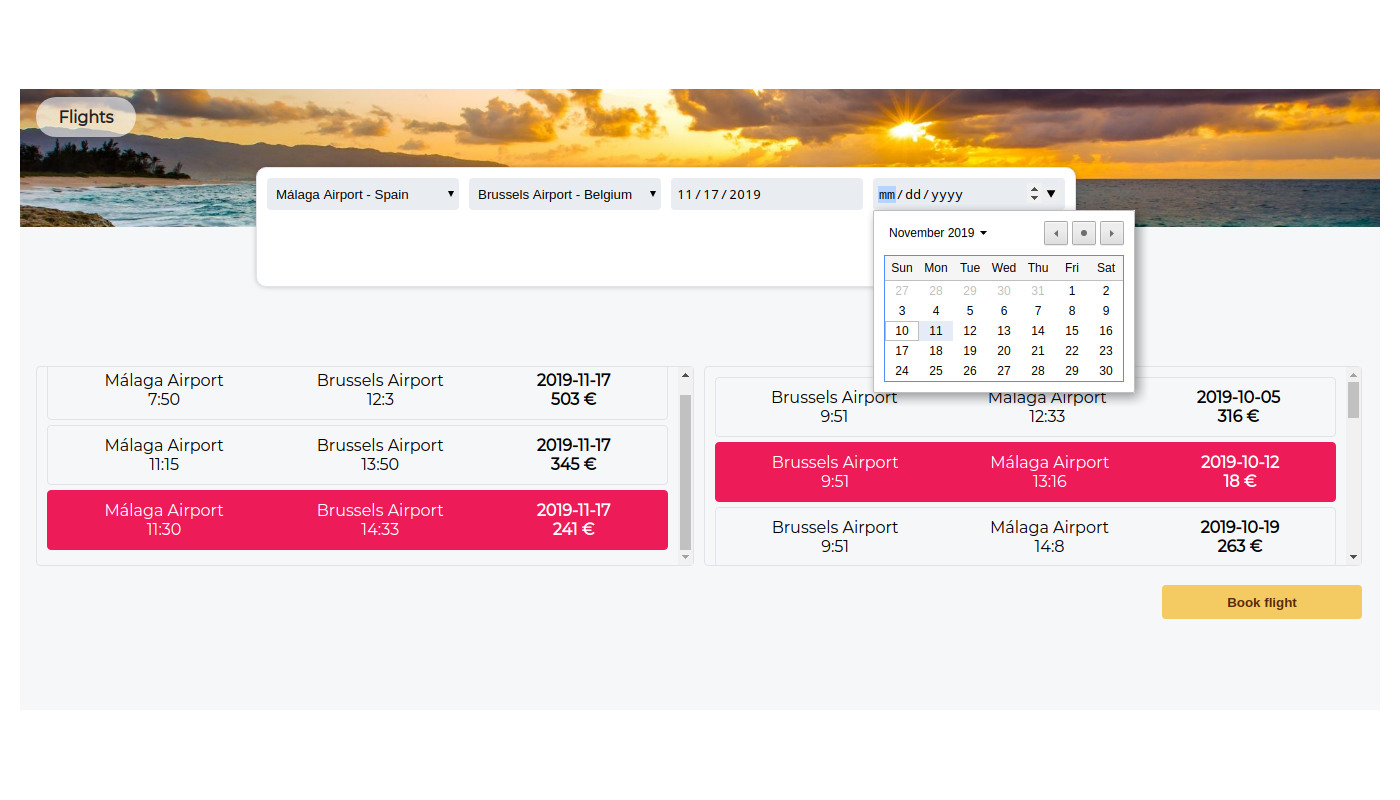 Flights
Málaga Airport - Spain
Brussels Airport - Belgium
11/17/2019
mm/dd/yyyy
November 2019
Sun Mon Tue Wed Thu Fri Sat
27 28 29 30 31 1 2
3 4 5 6 7 8 9
10 11 12 13 14 15 16
17 18 19 20 21 22 23
24 25 26 27 28 29 30
Málaga Airport Brussels Airport 2019-11-17
7:50 12:3 503 €
Málaga Airport Brussels Airport 2019-11-17
11:15 13:50 345 €
Málaga Airport Brussels Airport 2019-11-17
11:30 14:33 241 €
Brussels Airport Málaga Airport 2019-10-05
9:51 12:33 316 €
Brussels Airport Málaga Airport 2019-10-12
9:51 13:16 18 €
Brussels Airport Málaga Airport 2019-10-19
9:51 14:8 263 €
Book flight